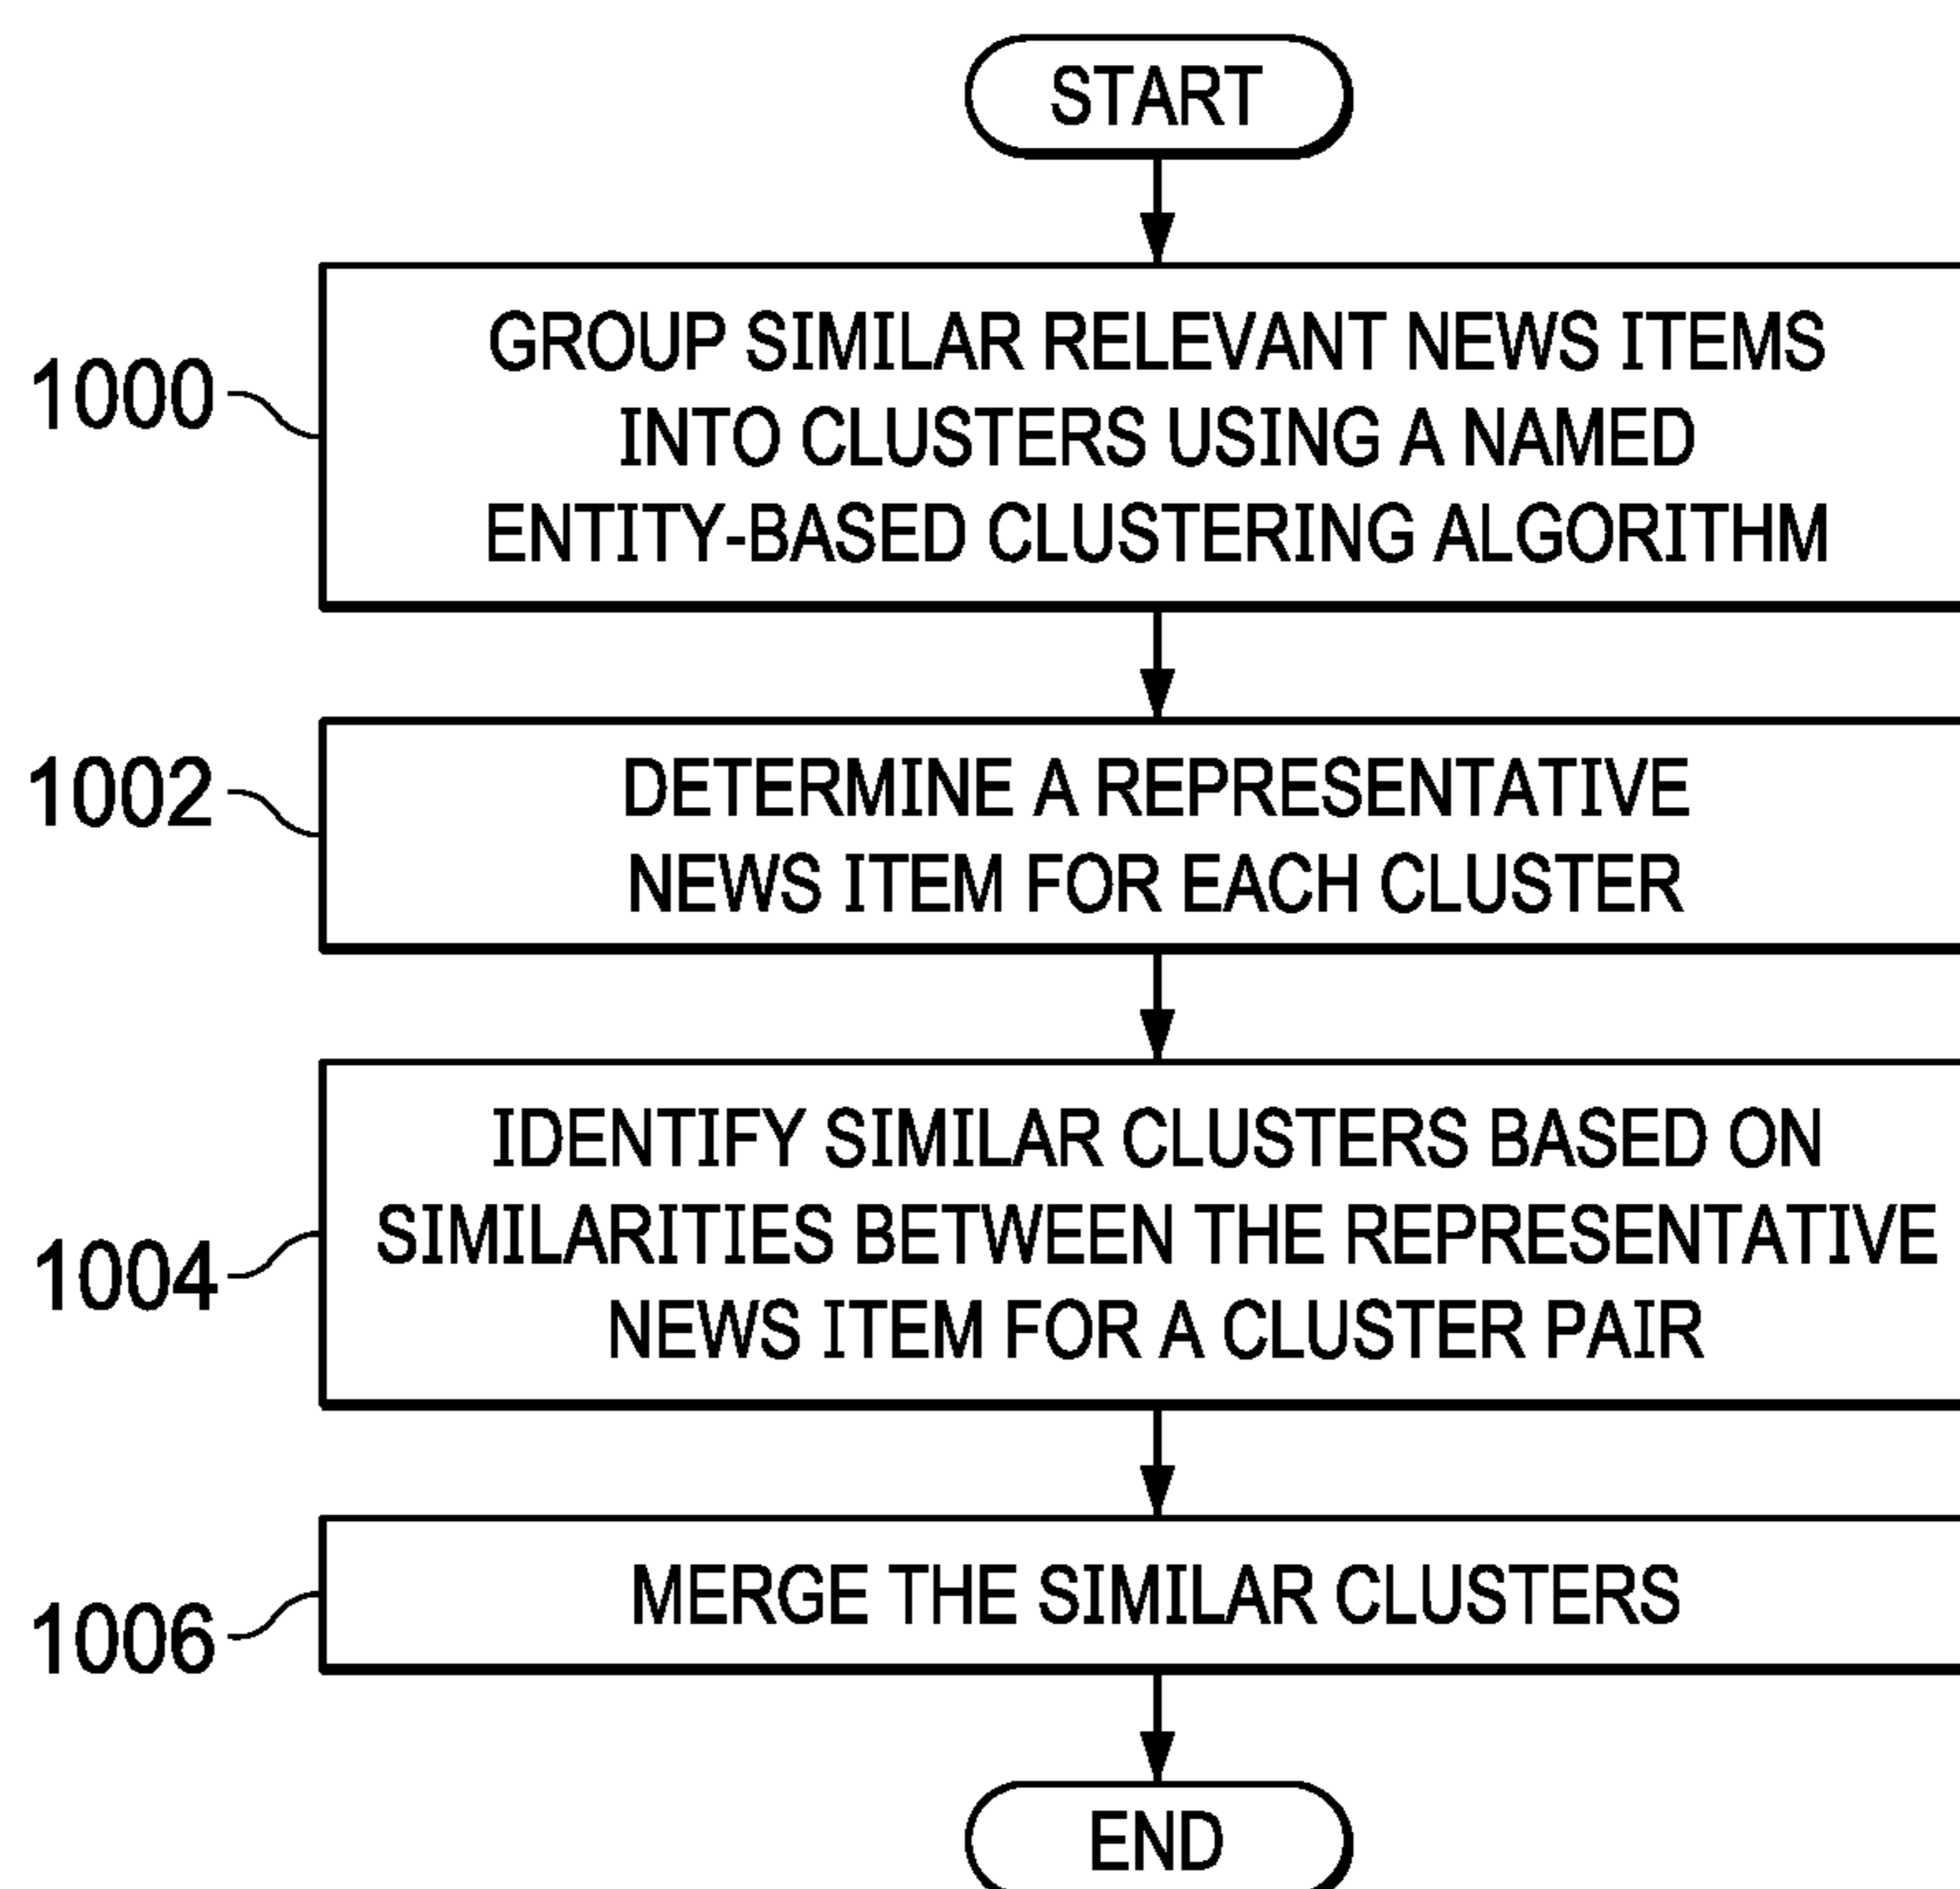 START
1000
GROUP SIMILAR RELEVANT NEWS ITEMS
INTO CLUSTERS USING A NAMED
ENTITY-BASED CLUSTERING ALGORITHM
1002
DETERMINE A REPRESENTATIVE
NEWS ITEM FOR EACH CLUSTER
1004
IDENTIFY SIMILAR CLUSTERS BASED ON
SIMILARITIES BETWEEN THE REPRESENTATIVE
NEWS ITEM FOR A CLUSTER PAIR
1006
MERGE THE SIMILAR CLUSTERS
END